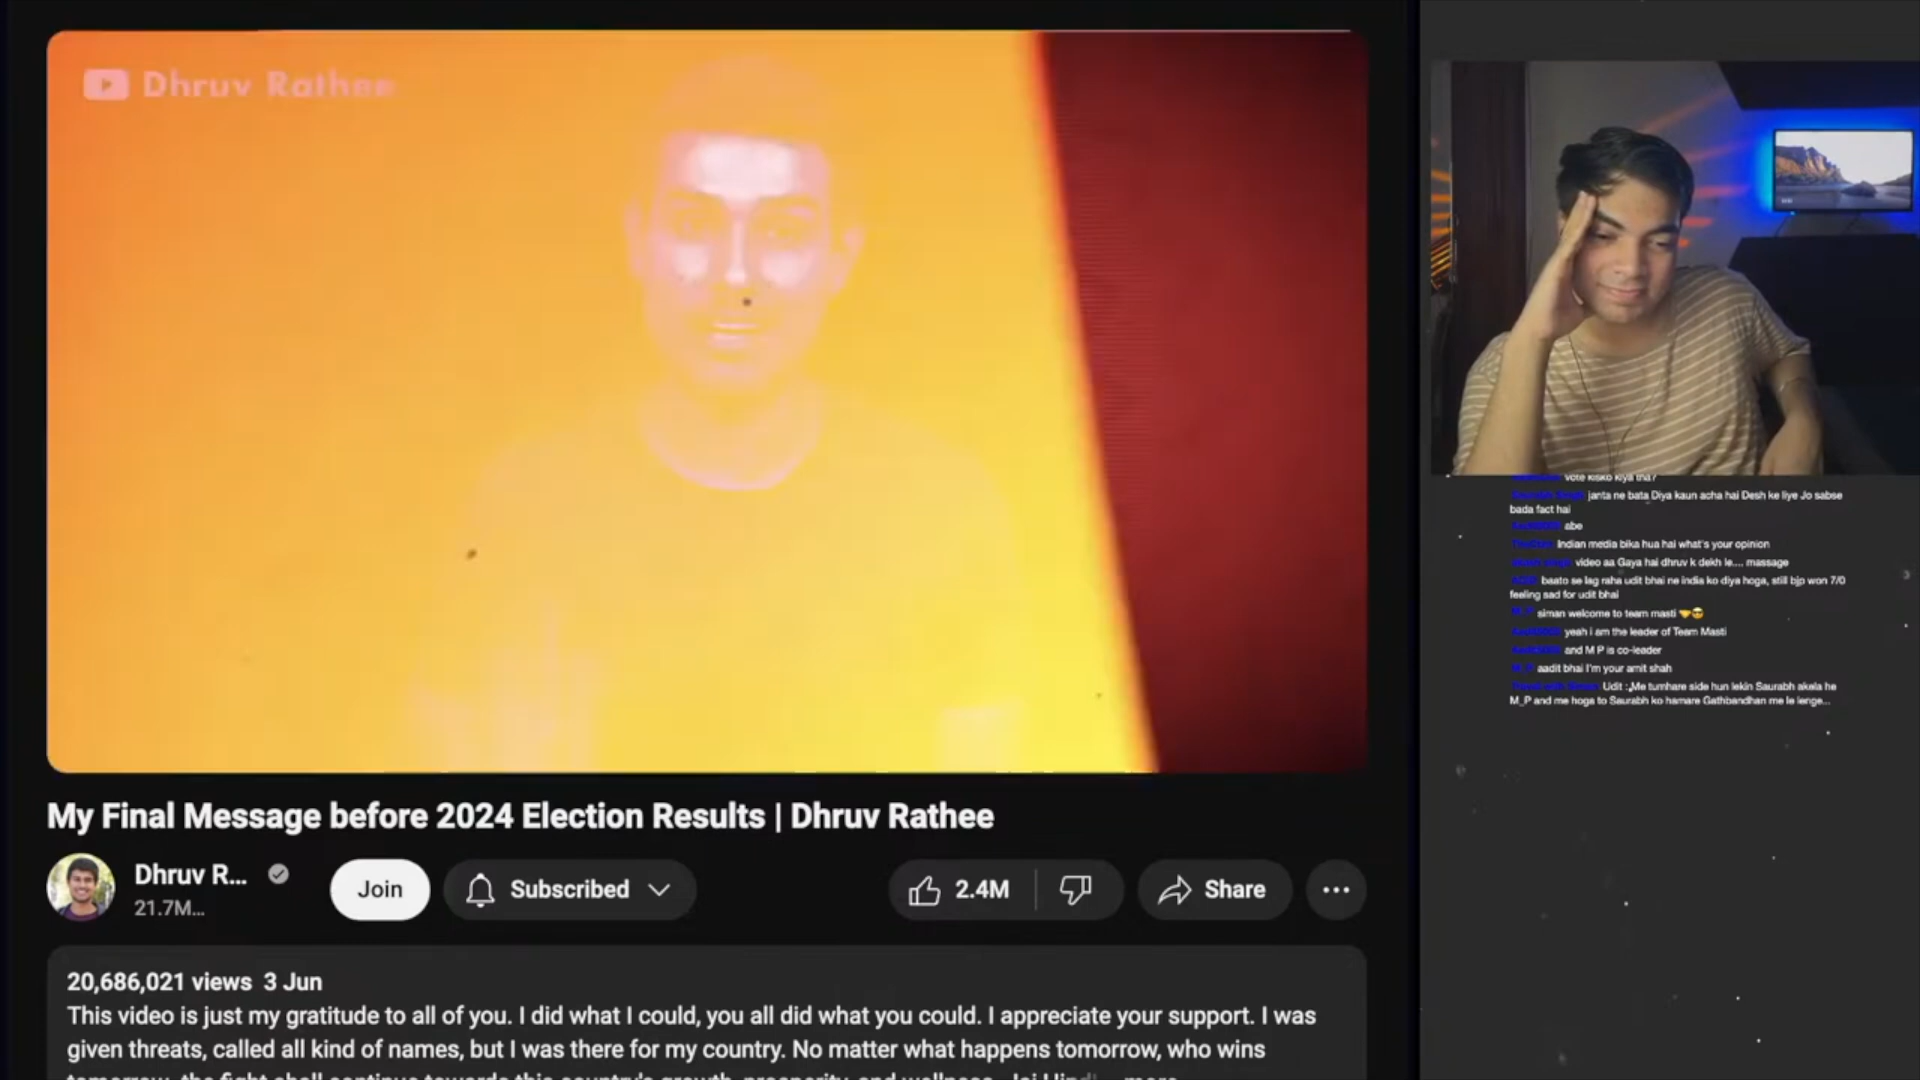 Dhruv Rathee
vote kisko kiya tha?
janta ne bata Diya kaun acha hai Desh ke liye Jo sabse
bada fact hai
abe
Indian media bika hua hai what's your opinion
video aa Gaya hai dhruv k dekh le.... massage
baato se lag raha udit bhai ne india ko diya hoga, still bjp won 7/0
feeling sad for udit bhai
M_P siman welcome to team masti 🤝😎
yeah i am the leader of Team Masti
and M P is co-leader
M_P aadit bhai I'm your amit shah
Udit :,Me tumhare side hun lekin Saurabh akela he
M_P and me hoga to Saurabh ko hamare Gathbandhan me le lenge...
My Final Message before 2024 Election Results | Dhruv Rathee
Dhruv R...
21.7M...
Join
Subscribed
2.4M
Share
20,686,021 views 3 Jun
This video is just my gratitude to all of you. I did what I could, you all did what you could. I appreciate your support. I was
given threats, called all kind of names, but I was there for my country. No matter what happens tomorrow, who wins